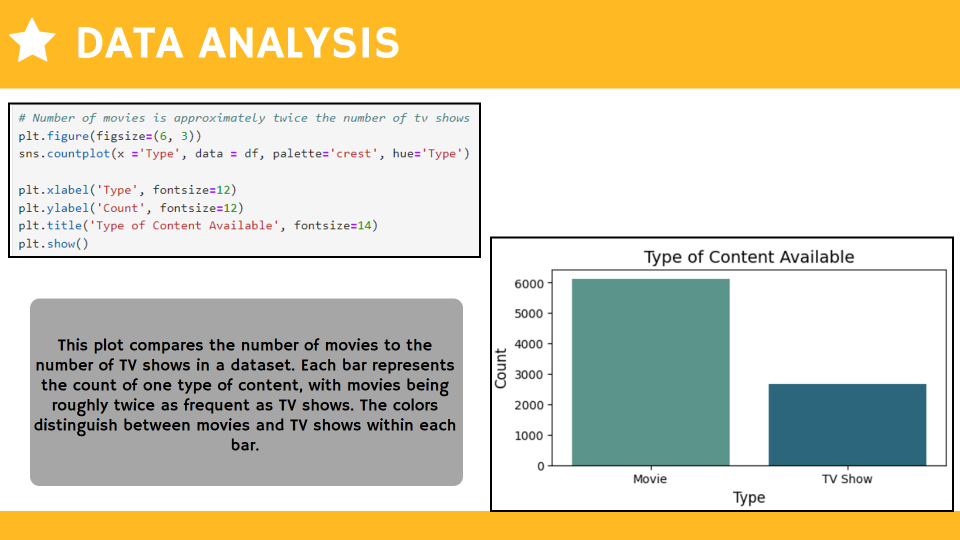 DATA ANALYSIS
# Number of movies is approximately twice the number of tv shows
plt.figure(figsize=(6, 3))
sns.countplot(x ='Type', data = df, palette='crest', hue='Type')
plt.xlabel('Type', fontsize=12)
plt.ylabel('Count', fontsize=12)
plt.title('Type of Content Available', fontsize=14)
plt.show()
This plot compares the number of movies to the
number of TV shows in a dataset. Each bar represents
the count of one type of content, with movies being
roughly twice as frequent as TV shows. The colors
distinguish between movies and TV shows within each
bar.
Type of Content Available
Count
6000
5000
4000
3000
2000
1000
0
Movie
TV Show
Type